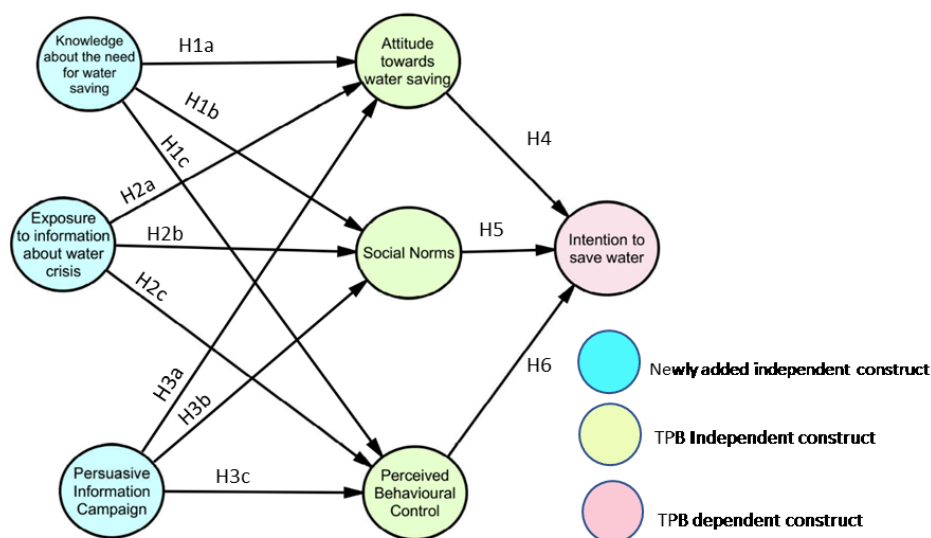 Knowledge
about the need
for water
saving
H1a
Attitude
towards
water saving
H1b
H1c
H4
H2a
Exposure
to information
about water
crisis
H2b
Social Norms
H5
Intention to
save water
H2c
H3a
H3b
H6
Newly added independent construct
TPB Independent construct
Persuasive
Information
Campaign
H3c
Perceived
Behavioural
Control
TPB dependent construct